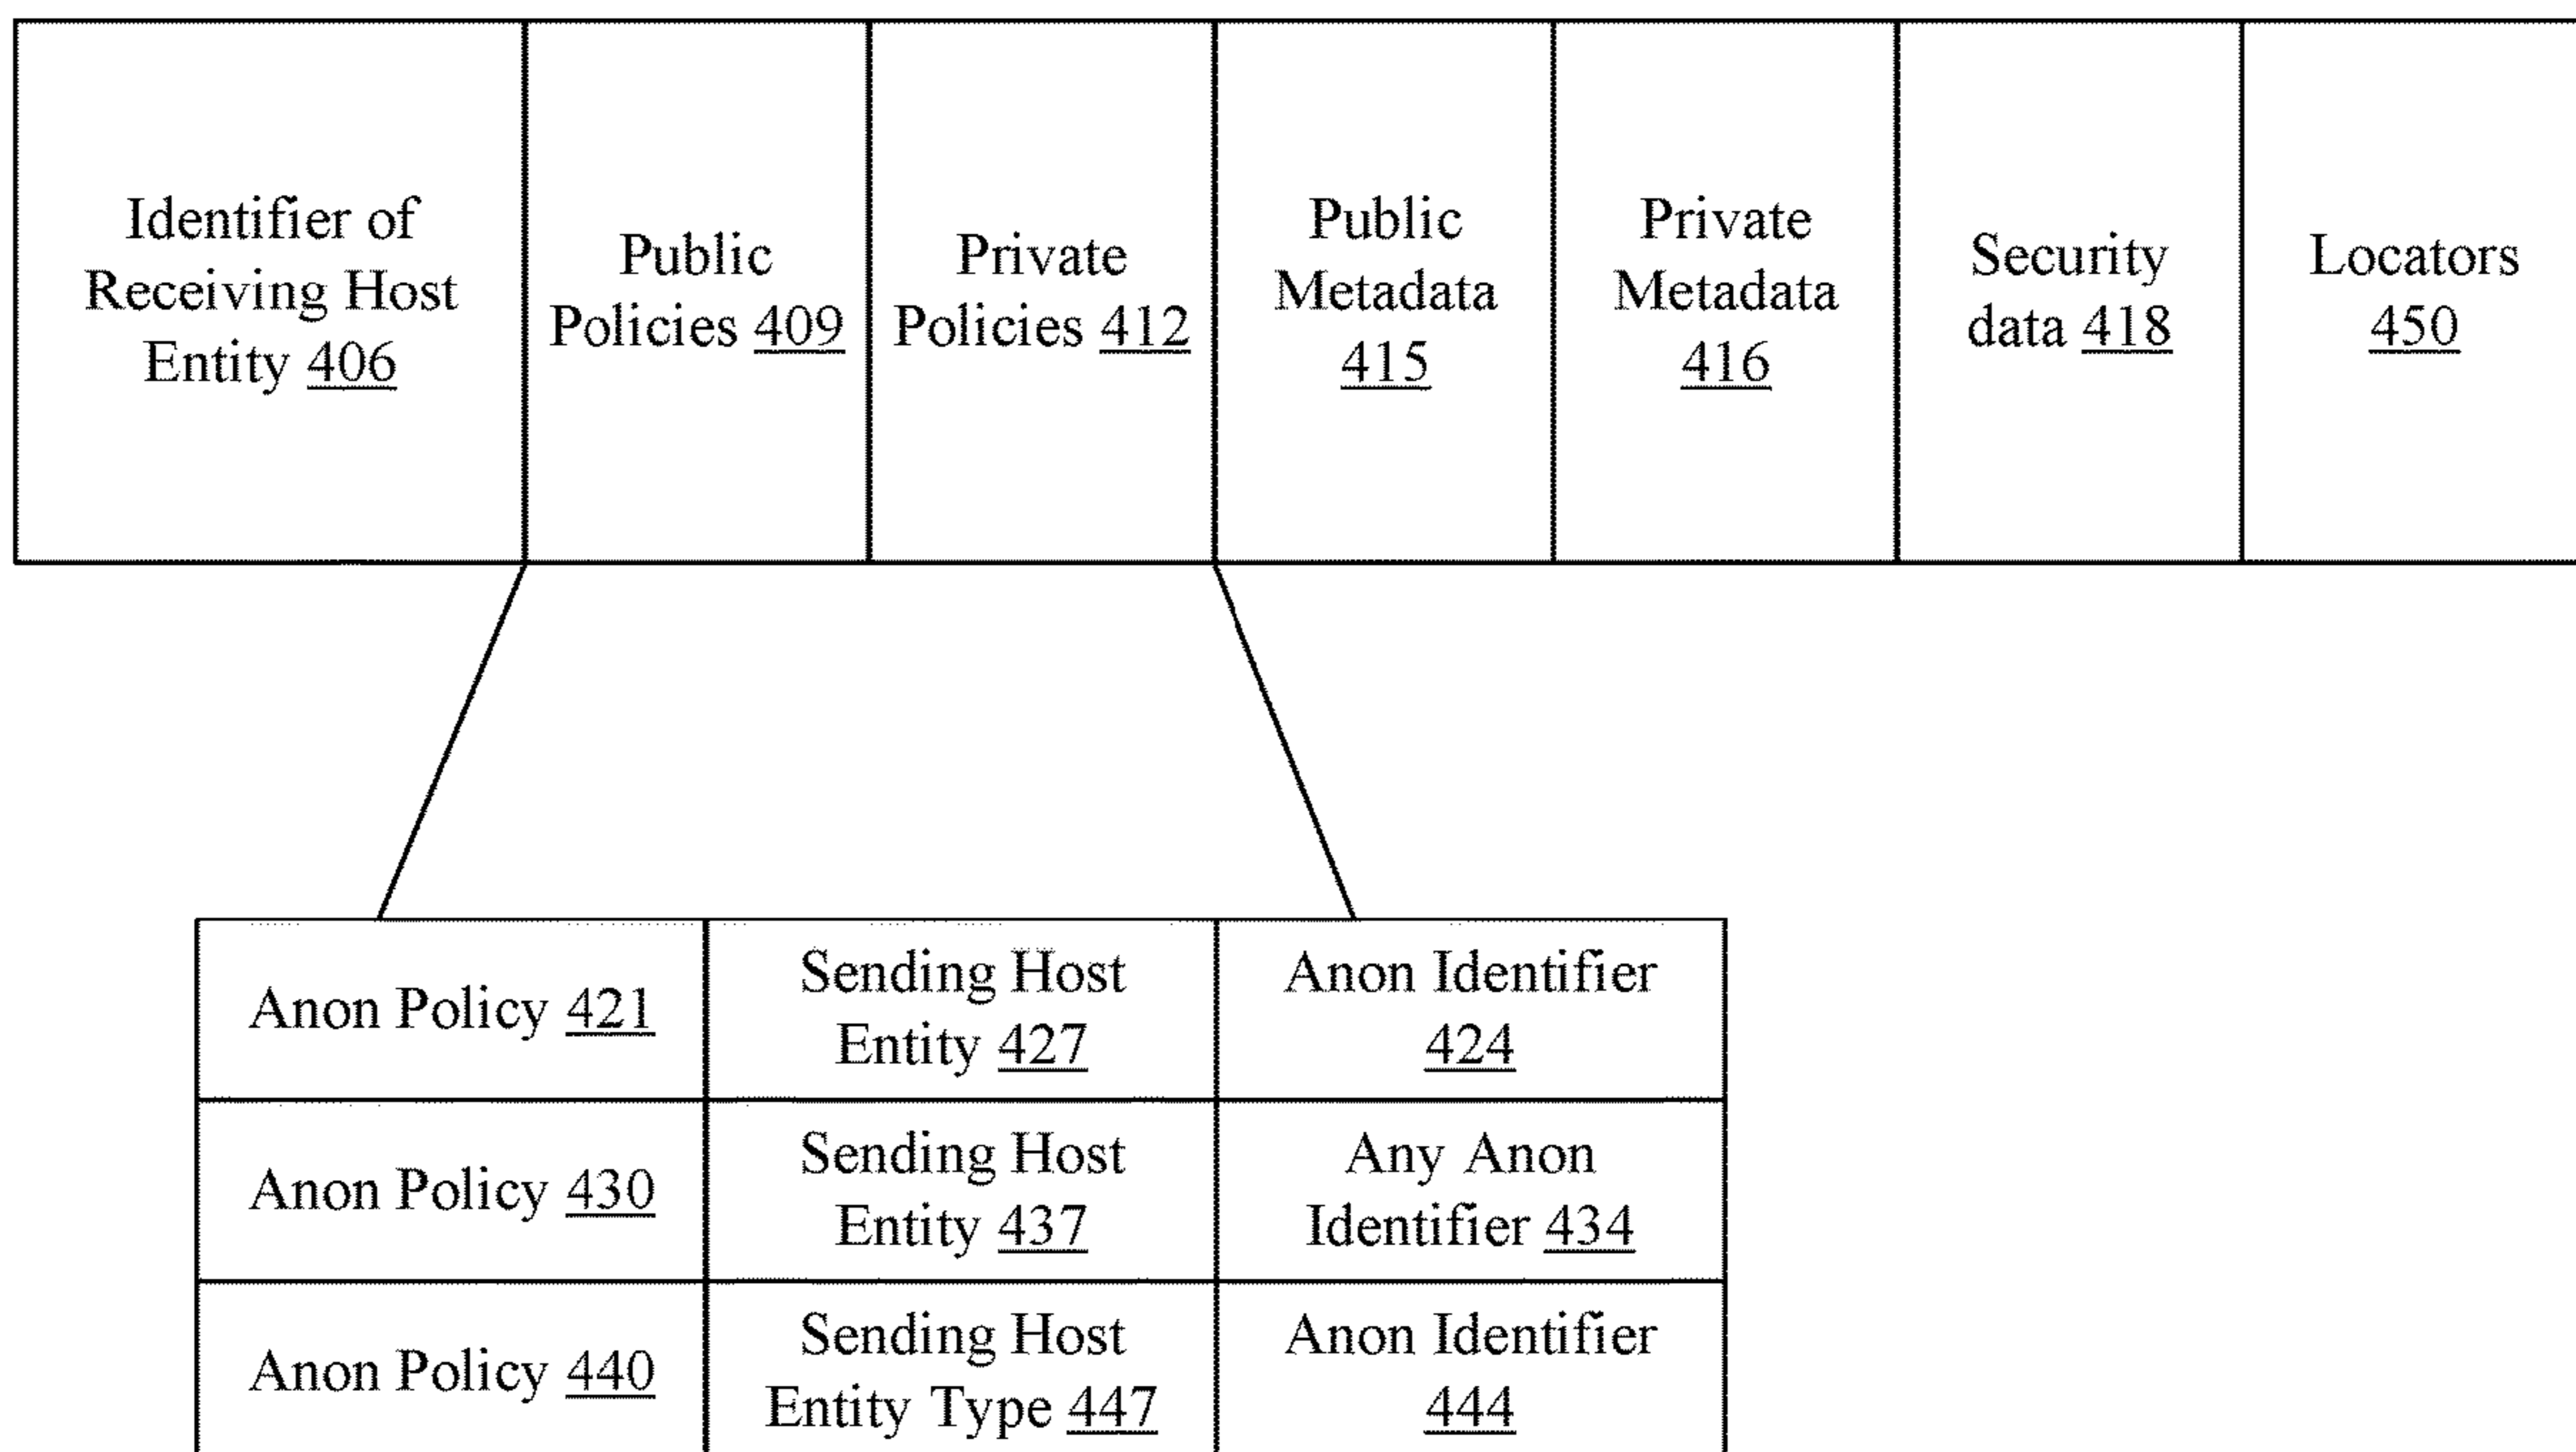 Identifier of
Receiving Host
Entity 406
Public
Policies 409
Private
Policies 412
Public
Metadata
415
Private
Metadata
416
Security
data 418
Locators
450
Anon Policy 421
Sending Host
Entity 427
Anon Identifier
424
Anon Policy 430
Sending Host
Entity 437
Any Anon
Identifier 434
Anon Policy 440
Sending Host
Entity Type 447
Anon Identifier
444